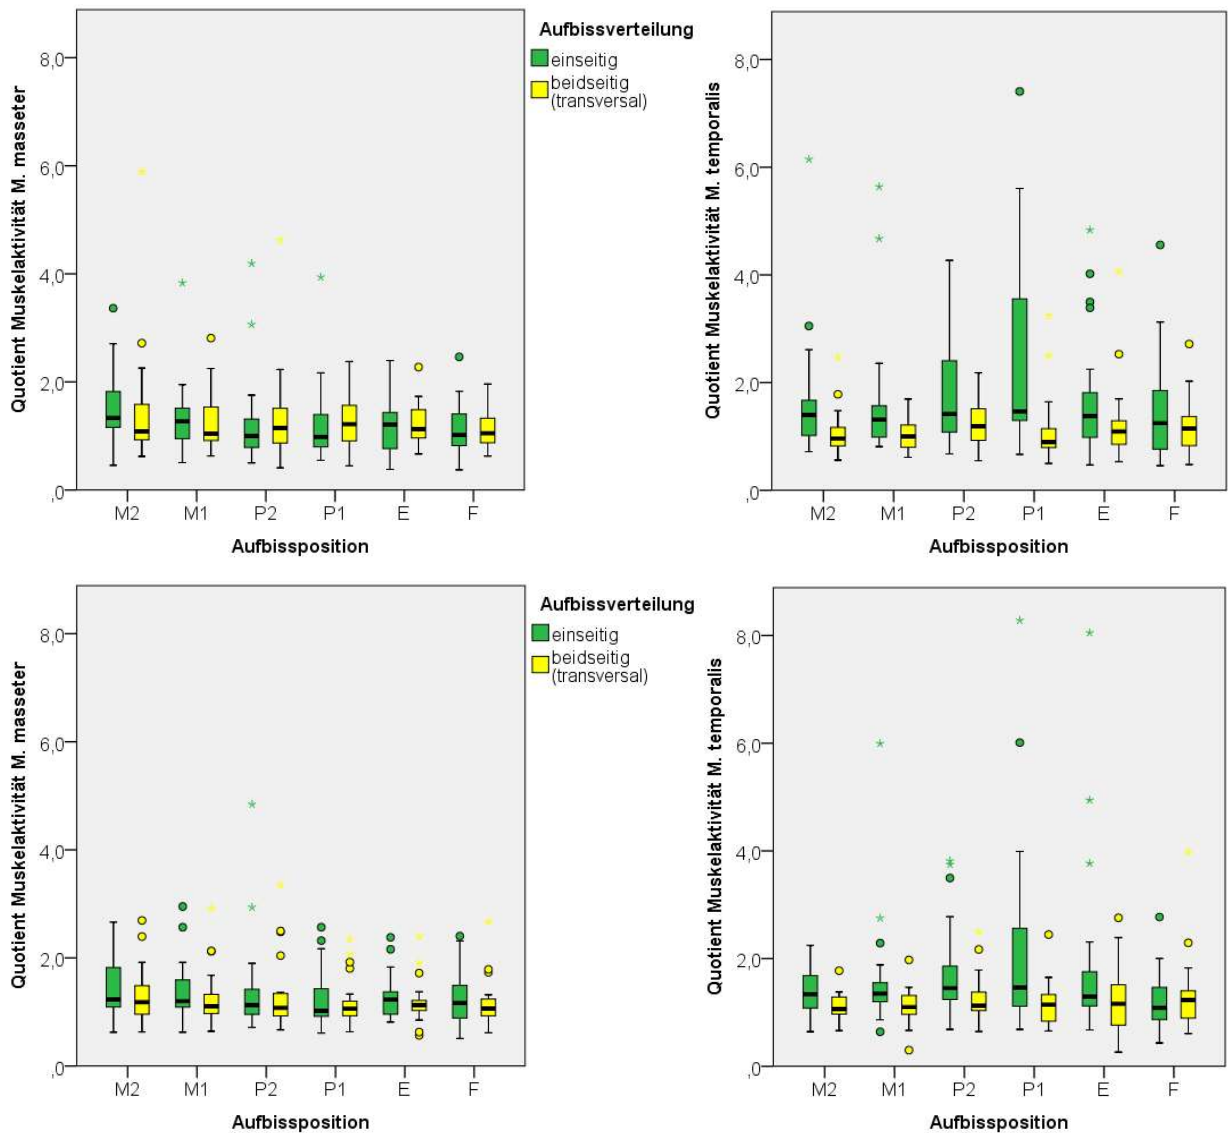 Quotient Muskelaktivität M. masseter
8,0
6,0
4,0
2,0
,0
M2 M1 P2 P1 E F
Aufbissposition
Aufbissverteilung
einseitig
beidseitig
(transversal)
Quotient Muskelaktivität M. temporalis
8,0
6,0
4,0
2,0
,0
M2 M1 P2 P1 E F
Aufbissposition
Quotient Muskelaktivität M. masseter
8,0
6,0
4,0
2,0
,0
M2 M1 P2 P1 E F
Aufbissposition
Aufbissverteilung
einseitig
beidseitig
(transversal)
Quotient Muskelaktivität M. temporalis
8,0
6,0
4,0
2,0
,0
M2 M1 P2 P1 E F
Aufbissposition